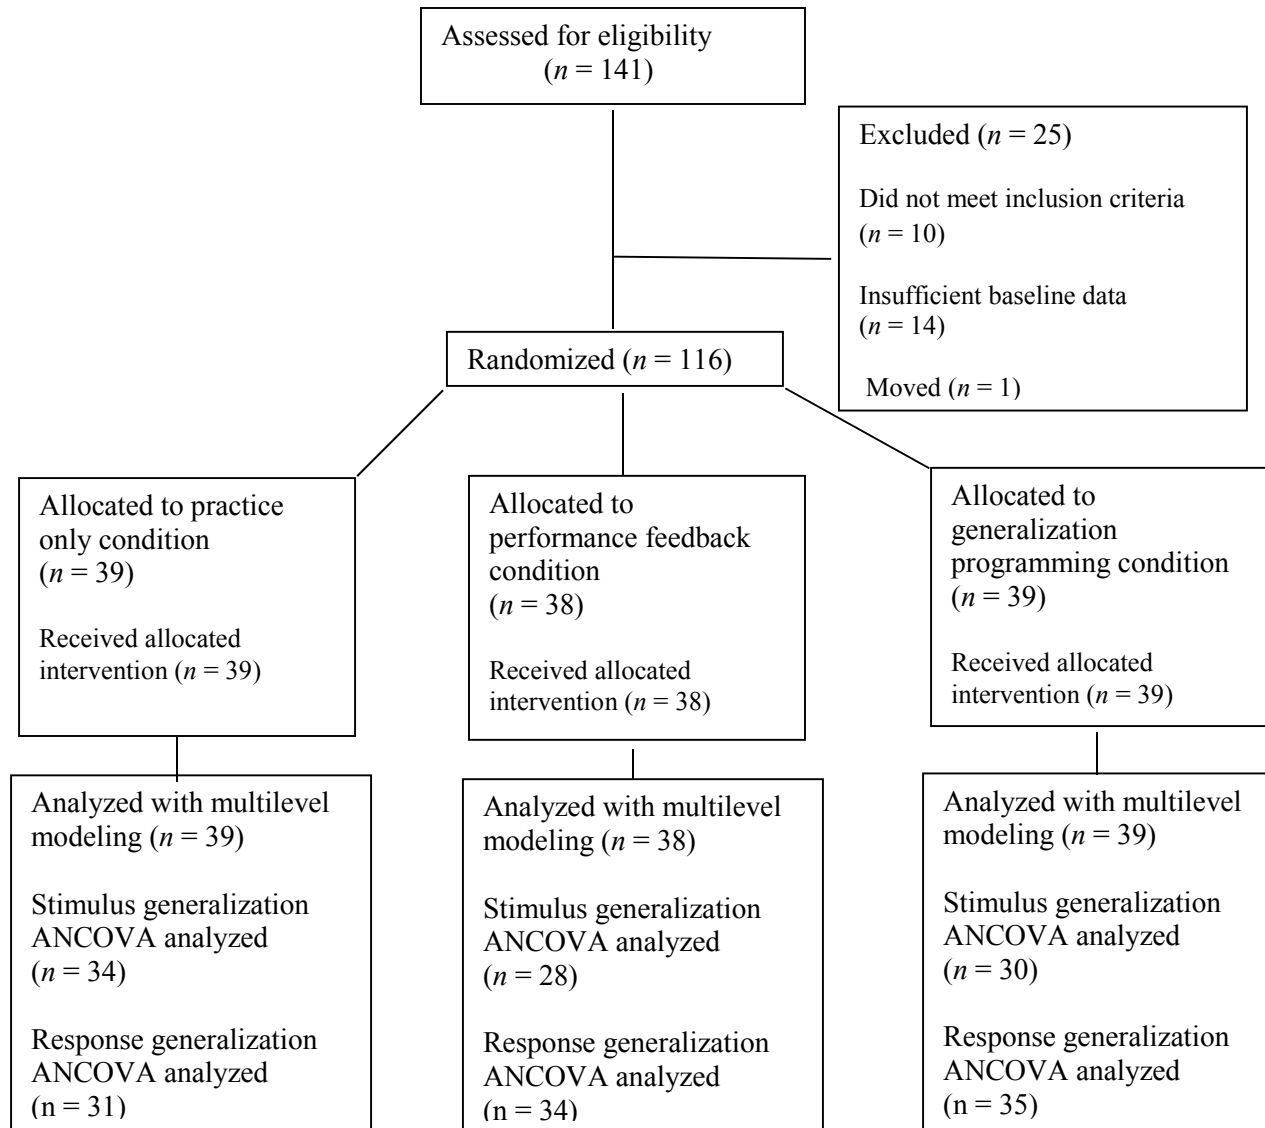 Assessed for eligibility
(n = 141)
Excluded (n = 25)
Did not meet inclusion criteria
(n = 10)
Insufficient baseline data
(n = 14)
Moved (n = 1)
Randomized (n = 116)
Allocated to practice
only condition
(n = 39)
Received allocated
intervention (n = 39)
Allocated to
performance feedback
condition
(n = 38)
Received allocated
intervention (n = 38)
Allocated to
generalization
programming condition
(n = 39)
Received allocated
intervention (n = 39)
Analyzed with multilevel
modeling (n = 39)
Stimulus generalization
ANCOVA analyzed
(n = 34)
Response generalization
ANCOVA analyzed
(n = 31)
Analyzed with multilevel
modeling (n = 38)
Stimulus generalization
ANCOVA analyzed
(n = 28)
Response generalization
ANCOVA analyzed
(n = 34)
Analyzed with multilevel
modeling (n = 39)
Stimulus generalization
ANCOVA analyzed
(n = 30)
Response generalization
ANCOVA analyzed
(n = 35)